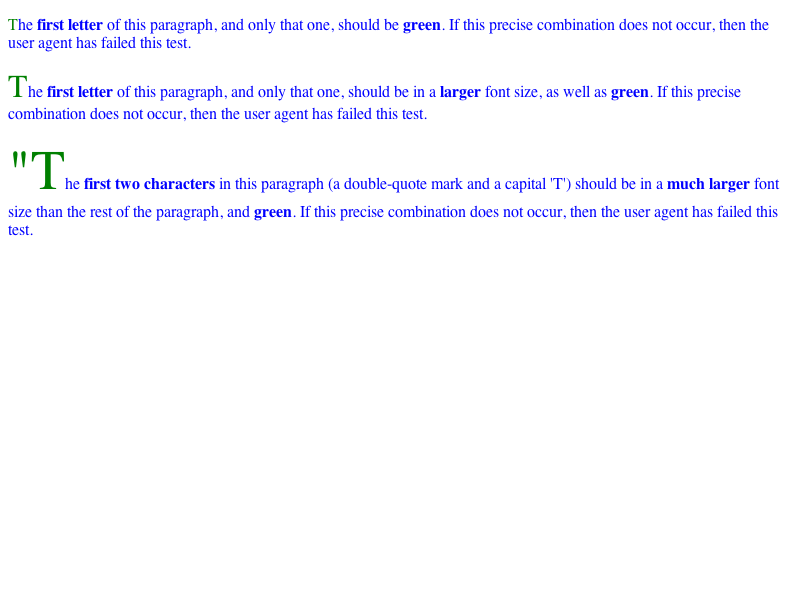 The first letter of this paragraph, and only that one, should be green. If this precise combination does not occur, then the
user agent has failed this test.
The first letter of this paragraph, and only that one, should be in a larger font size, as well as green. If this precise
combination does not occur, then the user agent has failed this test.
"The first two characters in this paragraph (a double-quote mark and a capital 'T') should be in a much larger font
size than the rest of the paragraph, and green. If this precise combination does not occur, then the user agent has failed this
test.